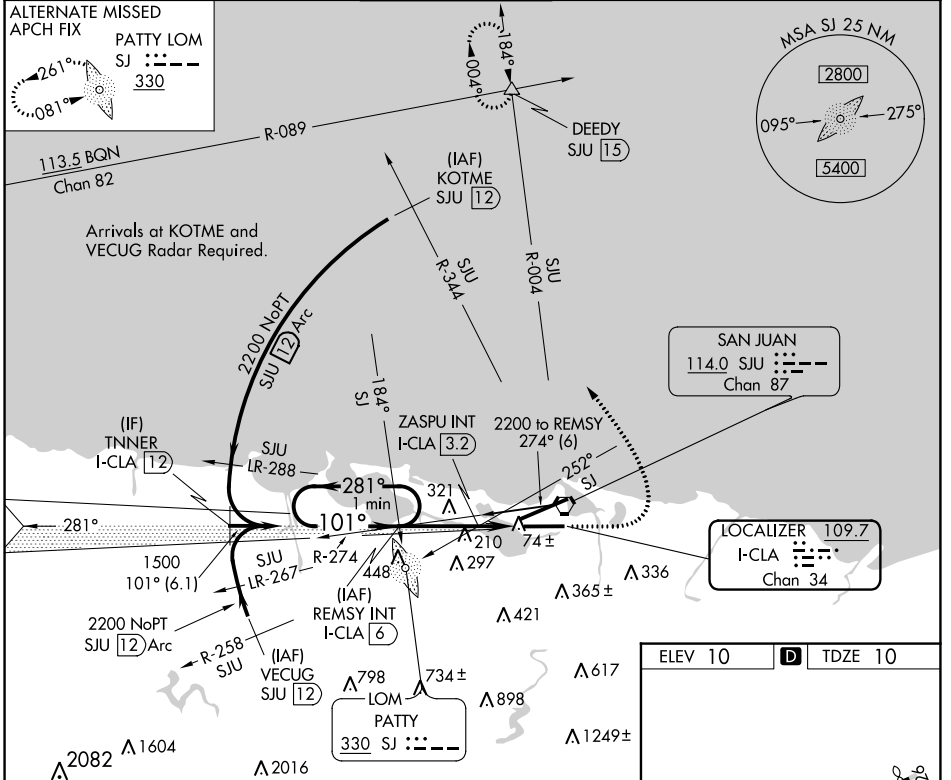 ALTERNATE MISSED
APCH FIX
PATTY LOM
SJ
330
261°
081°
184°
004°
MSA SJ 25 NM
2800
095°
275°
5400
R-089
DEEDY
SJU 15
113.5 BQN
Chan 82
(IAF)
KOTME
SJU 12
Arrivals at KOTME and
VECUG Radar Required.
SJU
R-344
SJU
R-004
2200 NoPT
SJU 12 Arc
SAN JUAN
114.0 SJU
Chan 87
184°
SJ
ZASPU INT
I-CLA 3.2
2200 to REMSY
274° (6)
(IF)
TNNER
I-CLA 12
SJU
LR-288
252°
SJ
281°
1 min
101°
321
281°
210
74±
LOCALIZER 109.7
I-CLA
Chan 34
1500
101° (6.1)
SJU
LR-267
R-274
448
297
336
365±
(IAF)
REMSY INT
I-CLA 6
421
2200 NoPT
SJU 12 Arc
R-258
SJU
(IAF)
VECUG
SJU 12
617
ELEV 10
D
TDZE 10
798
734±
898
LOM
PATTY
330 SJ
1249±
2082
1604
2016